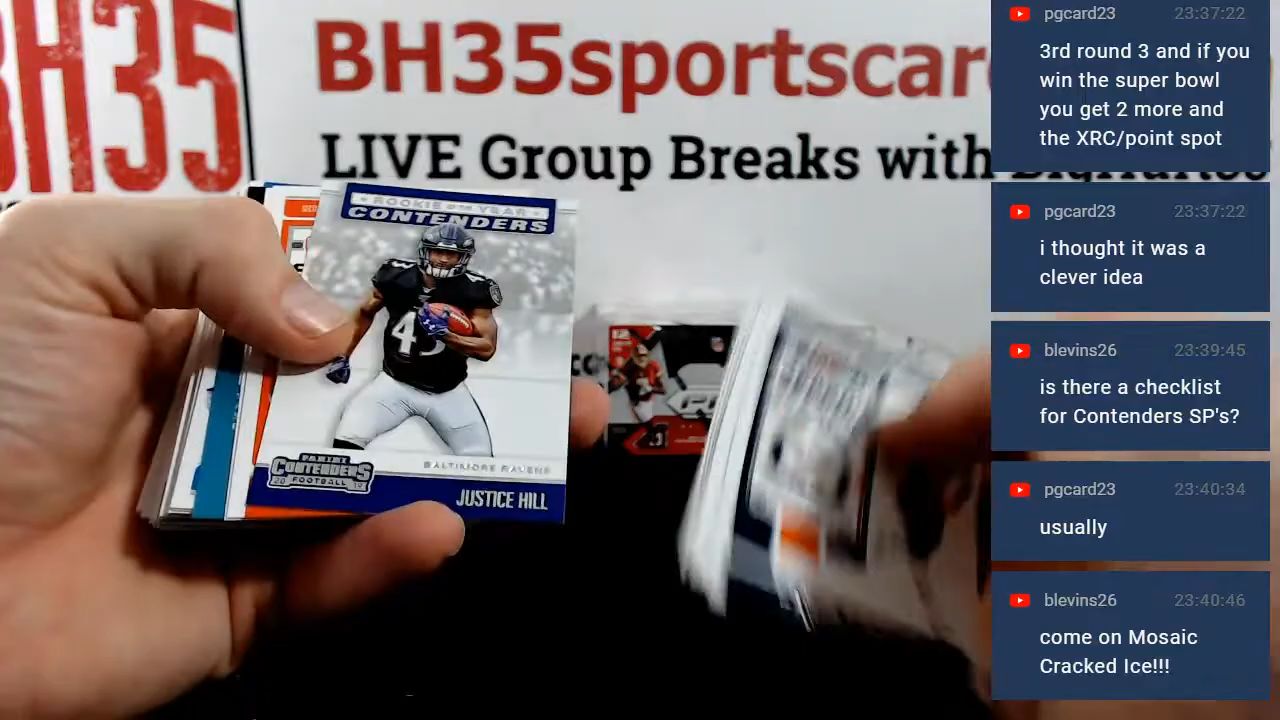 BH35
BH35sportscar
LIVE Group Breaks with
ROOKIE OF THE YEAR
CONTENDERS
43
PANINI
CONTENDERS
FOOTBALL
BALTIMORE RAVENS
JUSTICE HILL
pgcard23 23:37:22
3rd round 3 and if you
win the super bowl
you get 2 more and
the XRC/point spot
pgcard23 23:37:22
i thought it was a
clever idea
blevins26 23:39:45
is there a checklist
for Contenders SP's?
pgcard23 23:40:34
usually
blevins26 23:40:46
come on Mosaic
Cracked Ice!!!